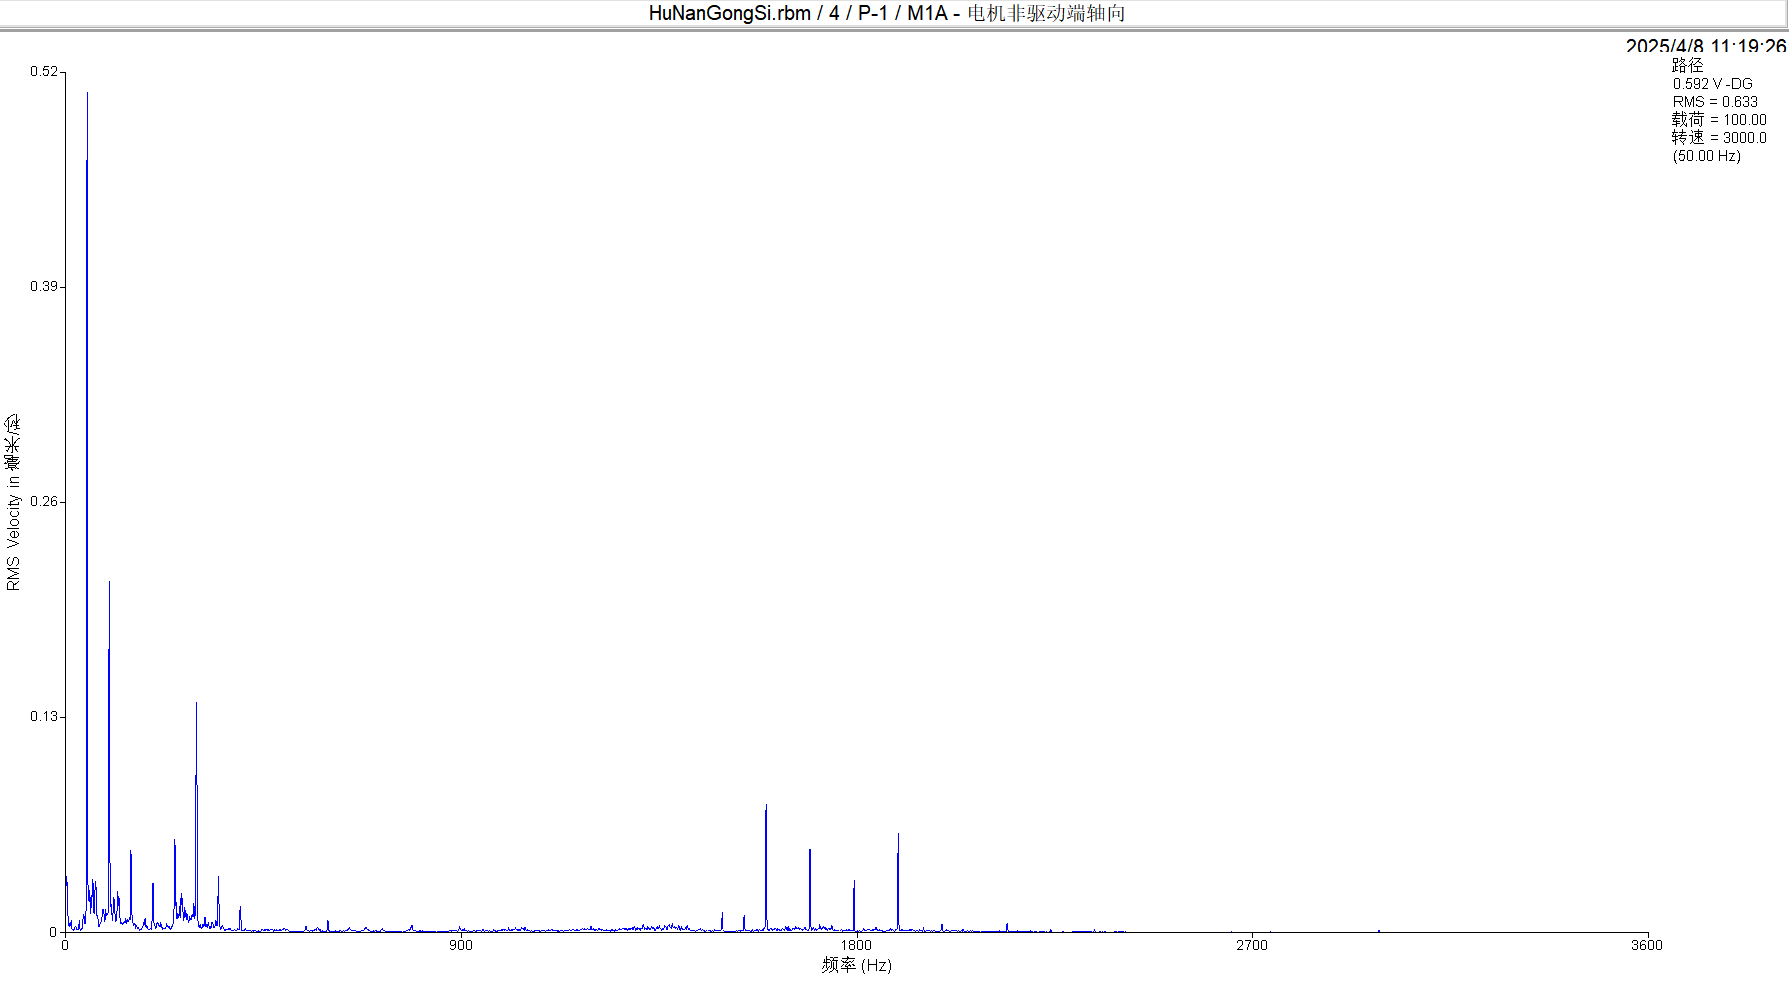 HuNanGongSi.rbm / 4 / P-1 / M1A - 电机非驱动端轴向
2025/4/8 11:19:26
路径
0.592 V -DG
RMS = 0.633
载荷 = 100.00
转速 = 3000.0
(50.00 Hz)
0.52
0.39
0.26
0.13
0
RMS Velocity in 毫米/秒
0
900
1800
2700
3600
频率 (Hz)